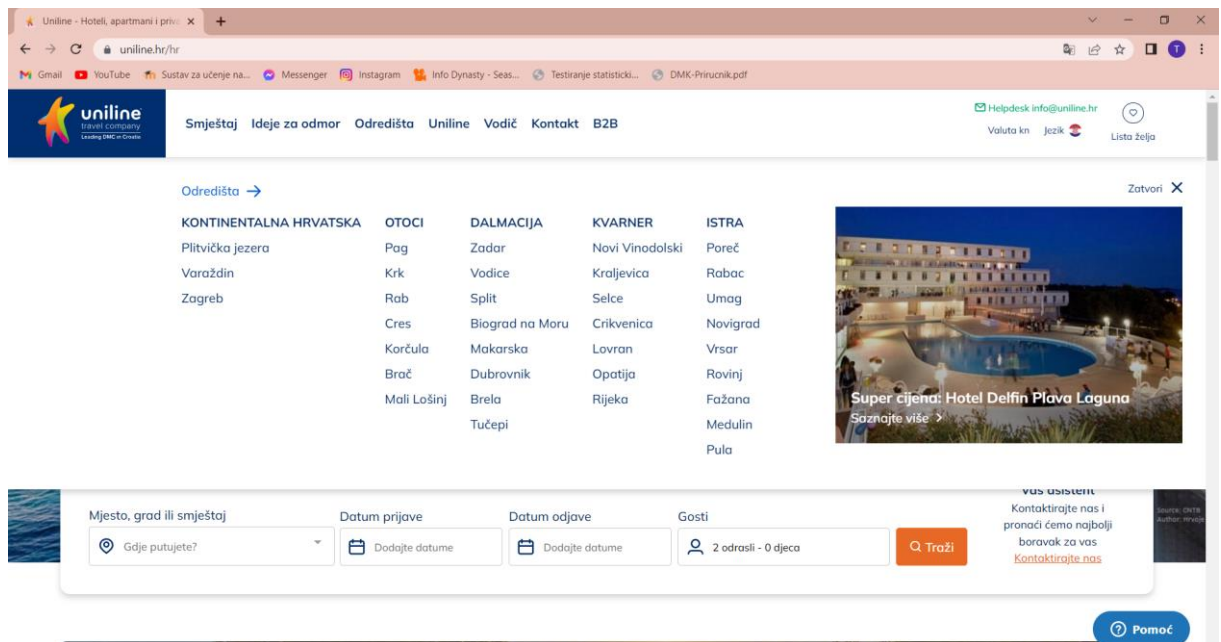 Uniline - Hoteli, apartmani i priv
uniline.hr/hr
Gmail YouTube Sustav za učenje na... Messenger Instagram Info Dynasty - Seas... Testiranje statisticki... DMK-Prirucnik.pdf
uniline
travel company
Leading DMC in Croatia
Smještaj Ideje za odmor Odredišta Uniline Vodič Kontakt B2B
Helpdesk info@uniline.hr
Valuta kn Jezik
Lista želja
Odredišta →
Zatvori X
KONTINENTALNA HRVATSKA
Plitvička jezera
Varaždin
Zagreb
OTOCI
Pag
Krk
Rab
Cres
Korčula
Brač
Mali Lošinj
DALMACIJA
Zadar
Vodice
Split
Biograd na Moru
Makarska
Dubrovnik
Brela
Tučepi
KVARNER
Novi Vinodolski
Kraljevica
Selce
Crikvenica
Lovran
Opatija
Rijeka
ISTRA
Poreč
Rabac
Umag
Novigrad
Vrsar
Rovinj
Fažana
Medulin
Pula
Super cijena: Hotel Delfin Plava Laguna
Saznajte više >
Mjesto, grad ili smještaj
Gdje putujete?
Datum prijave
Dodajte datume
Datum odjave
Dodajte datume
Gosti
2 odrasli - 0 djeca
Traži
Vaš asistent
Kontaktirajte nas i
pronaći ćemo najbolji
boravak za vas
Kontaktirajte nas
Source: CNTB
Author: Hrvoje
Pomoć